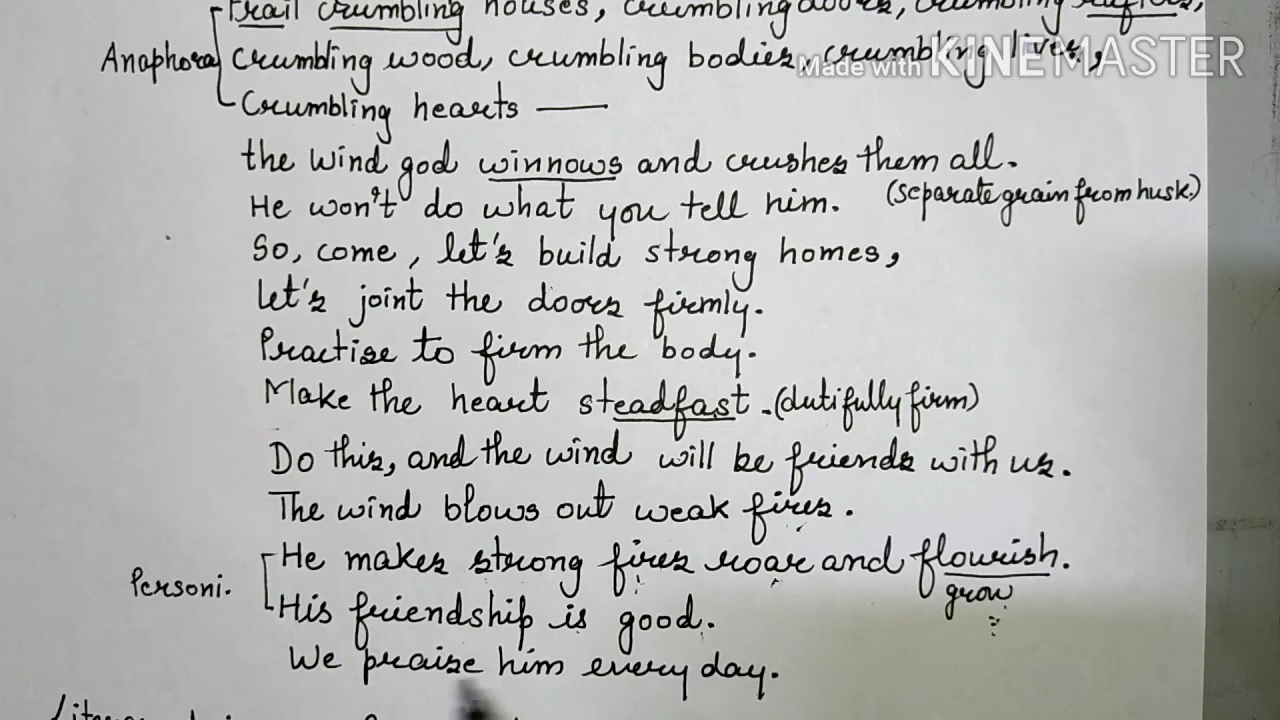 Frail crumbling houses, crumbling doors, crumbling rafters,
Anaphora crumbling wood, crumbling bodies, crumbling lives,
Crumbling hearts —
Made with KINEMASTER
the wind god winnows and crushes them all.
He won't do what you tell him. (separate grain from husk)
So, come, let's build strong homes,
Let's joint the doors firmly.
Practise to firm the body.
Make the heart steadfast. (dutifully firm)
Do this, and the wind will be friends with us.
The wind blows out weak fires.
He makes strong fires roar and flourish.
Personi. grow
His friendship is good.
We praise him every day.